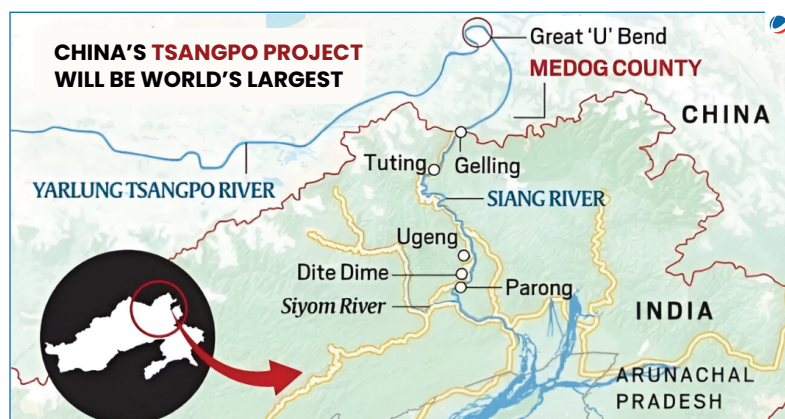 CHINA'S TSANGPO PROJECT
WILL BE WORLD'S LARGEST
Great 'U' Bend
MEDOG COUNTY
CHINA
Tuting
Gelling
YARLUNG TSANGPO RIVER
SIANG RIVER
Ugeng
Dite Dime
Parong
Siyom River
INDIA
ARUNACHAL
PRADESH